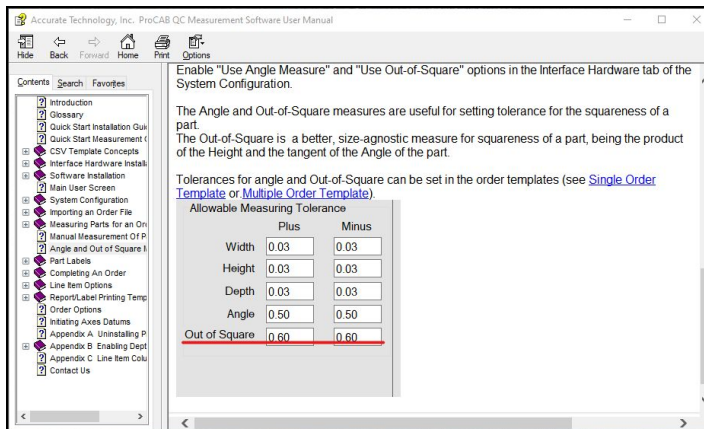 Accurate Technology, Inc. ProCAB QC Measurement Software User Manual
Hide Back Forward Home Print Options
Contents Search Favorites
Introduction
Glossary
Quick Start Installation Guid
Quick Start Measurement (
CSV Template Concepts
Interface Hardware Installa
Software Installation
Main User Screen
System Configuration
Importing an Order File
Measuring Parts for an Ord
Manual Measurement Of P
Angle and Out of Square M
Part Labels
Completing An Order
Line Item Options
Report/Label Printing Temp
Order Options
Initiating Axes Datums
Appendix A Uninstalling P
Appendix B Enabling Dept
Appendix C Line Item Colu
Contact Us
Enable "Use Angle Measure" and "Use Out-of-Square" options in the Interface Hardware tab of the
System Configuration.
The Angle and Out-of-Square measures are useful for setting tolerance for the squareness of a
part.
The Out-of-Square is a better, size-agnostic measure for squareness of a part, being the product
of the Height and the tangent of the Angle of the part.
Tolerances for angle and Out-of-Square can be set in the order templates (see Single Order
Template or Multiple Order Template).
Allowable Measuring Tolerance
Plus Minus
Width 0.03 0.03
Height 0.03 0.03
Depth 0.03 0.03
Angle 0.50 0.50
Out of Square 0.60 0.60